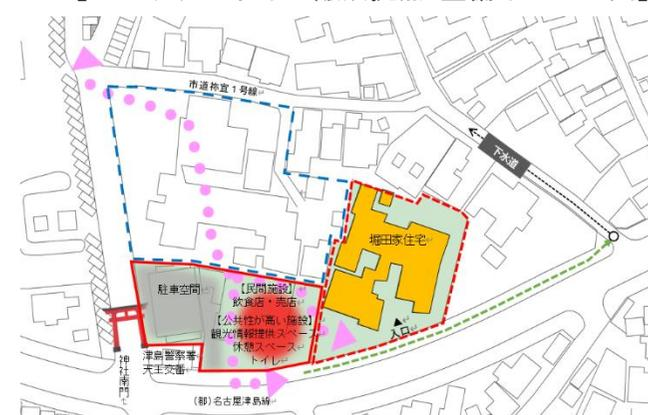 市道祢宜1号線
下水道
堀田家住宅
駐車空間
【民間施設】
飲食店・売店
【公共性が高い施設】
観光情報提供スペース
休憩スペース
トイレ
入口
津島警察署
天王交番
神社南門
(都)名古屋津島線